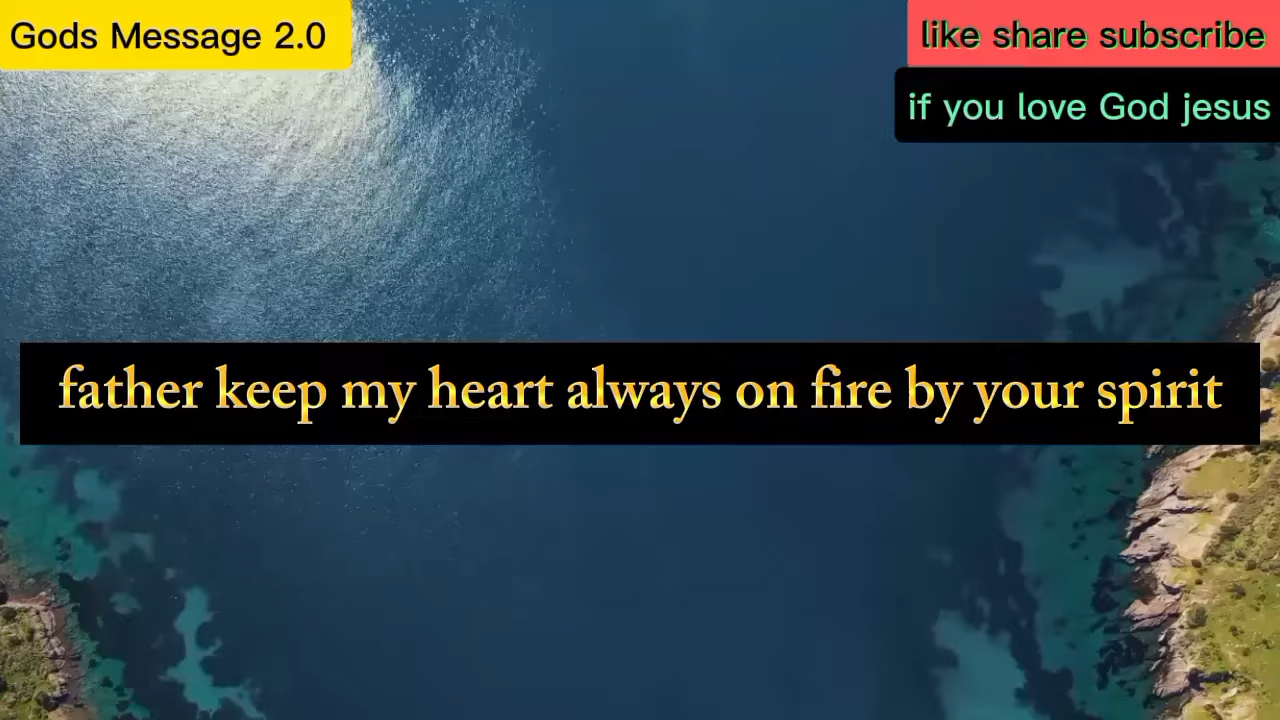 Gods Message 2.0
like share subscribe
if you love God jesus
father keep my heart always on fire by your spirit